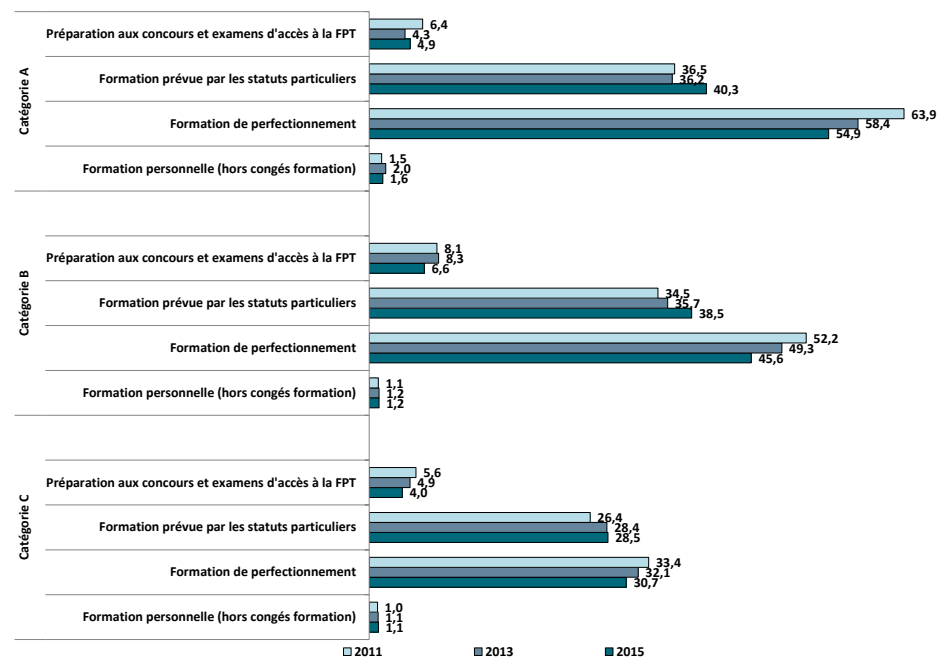 Catégorie A
Préparation aux concours et examens d'accès à la FPT
6,4
4,3
4,9
Formation prévue par les statuts particuliers
36,5
36,2
40,3
Formation de perfectionnement
63,9
58,4
54,9
Formation personnelle (hors congés formation)
1,5
2,0
1,6
Catégorie B
Préparation aux concours et examens d'accès à la FPT
8,1
8,3
6,6
Formation prévue par les statuts particuliers
34,5
35,7
38,5
Formation de perfectionnement
52,2
49,3
45,6
Formation personnelle (hors congés formation)
1,1
1,2
1,2
Catégorie C
Préparation aux concours et examens d'accès à la FPT
5,6
4,9
4,0
Formation prévue par les statuts particuliers
26,4
28,4
28,5
Formation de perfectionnement
33,4
32,1
30,7
Formation personnelle (hors congés formation)
1,0
1,1
1,1
2011 2013 2015